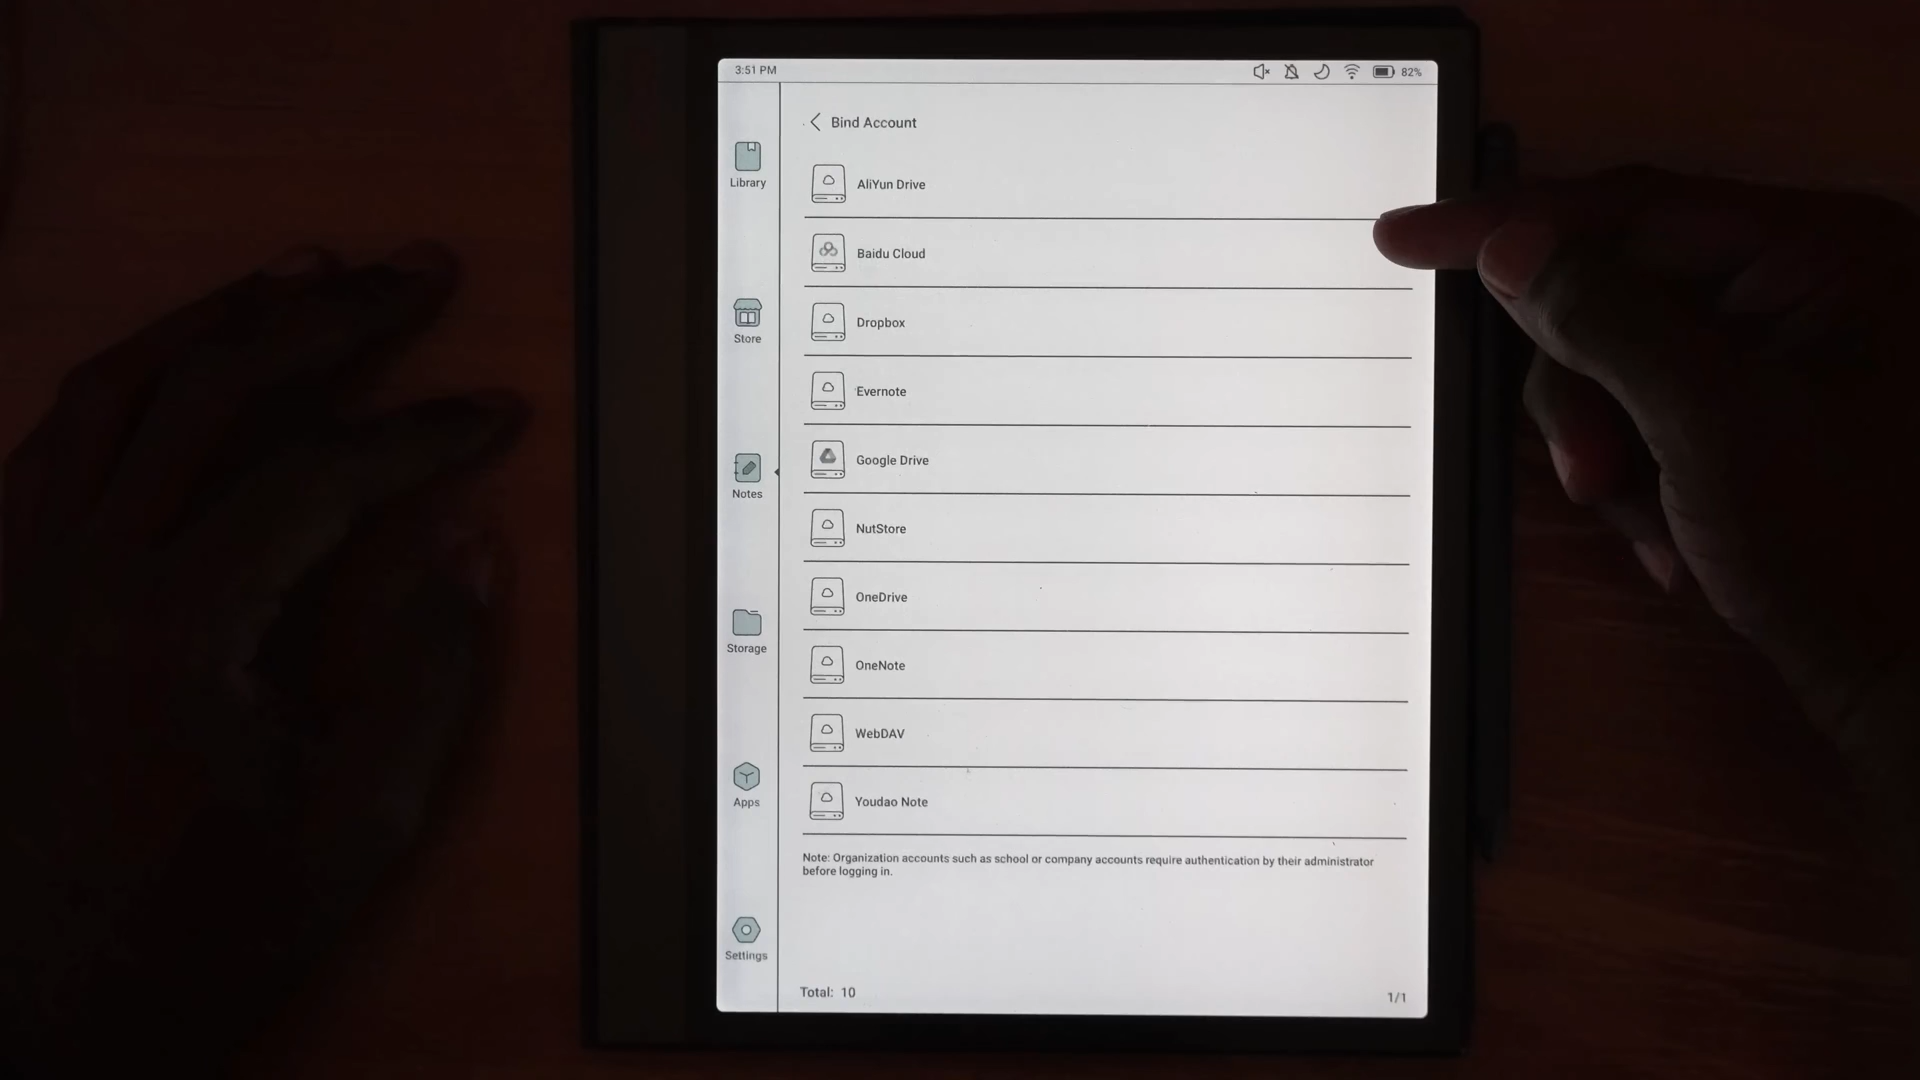 3:51 PM
82%
Bind Account
Library
Store
Notes
Storage
Apps
Settings
AliYun Drive
Baidu Cloud
Dropbox
Evernote
Google Drive
NutStore
OneDrive
OneNote
WebDAV
Youdao Note
Note: Organization accounts such as school or company accounts require authentication by their administrator
before logging in.
Total: 10
1/1